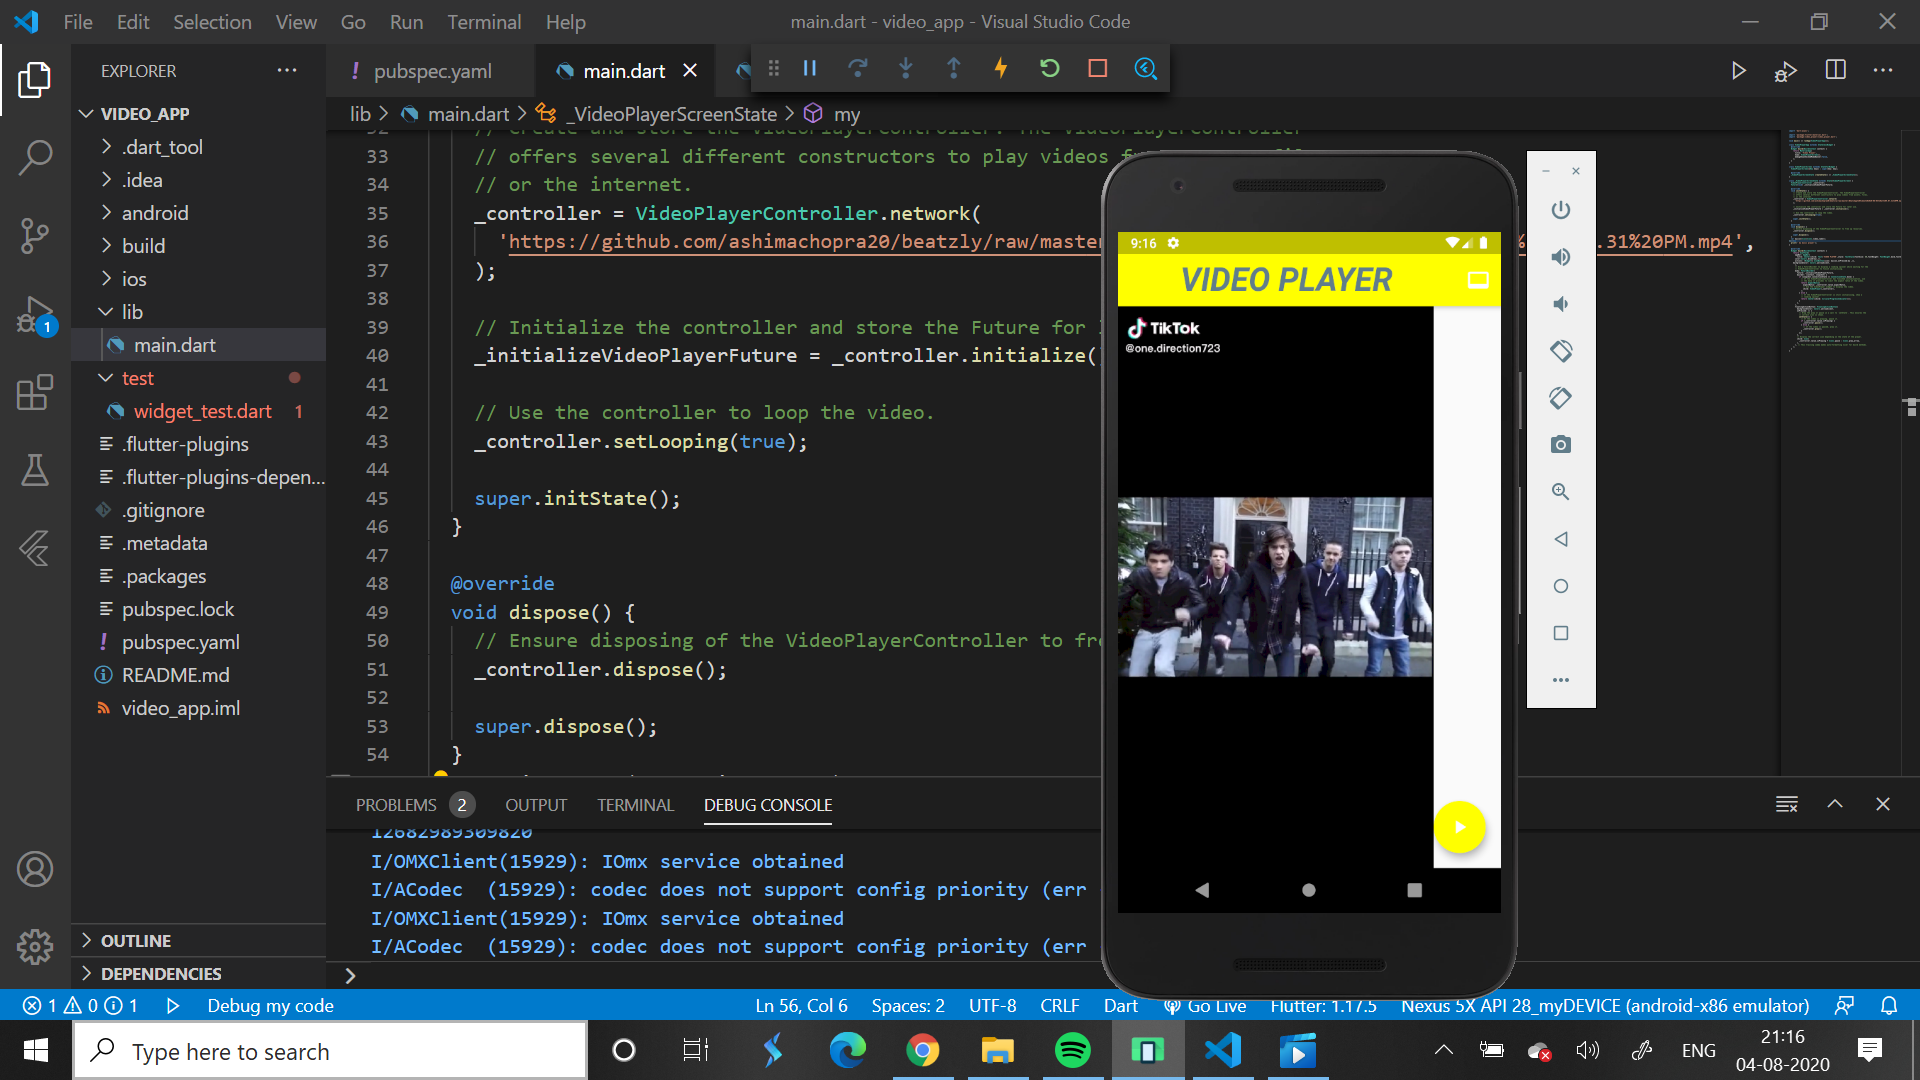 File Edit Selection View Go Run Terminal Help
main.dart - video_app - Visual Studio Code
EXPLORER
VIDEO_APP
.dart_tool
.idea
android
build
ios
lib
main.dart
test
widget_test.dart 1
.flutter-plugins
.flutter-plugins-depen...
.gitignore
.metadata
.packages
pubspec.lock
pubspec.yaml
README.md
video_app.iml
OUTLINE
DEPENDENCIES
1
pubspec.yaml
main.dart
lib > main.dart > _VideoPlayerScreenState > my
32 // Create and store the VideoPlayerController. The VideoPlayerController
33 // offers several different constructors to play videos
34 // or the internet.
35 _controller = VideoPlayerController.network(
36 'https://github.com/ashimachopra20/beatzly/raw/master .31%20PM.mp4',
37 );
38
39 // Initialize the controller and store the Future for
40 _initializeVideoPlayerFuture = _controller.initialize(
41
42 // Use the controller to loop the video.
43 _controller.setLooping(true);
44
45 super.initState();
46 }
47
48 @override
49 void dispose() {
50 // Ensure disposing of the VideoPlayerController to
51 _controller.dispose();
52
53 super.dispose();
54 }
PROBLEMS 2 OUTPUT TERMINAL DEBUG CONSOLE
12682989309820
I/OMXClient(15929): IOmx service obtained
I/ACodec (15929): codec does not support config priority (err
I/OMXClient(15929): IOmx service obtained
I/ACodec (15929): codec does not support config priority (err
9:16
VIDEO PLAYER
TikTok
@one.direction723
1 0 1 Debug my code
Ln 56, Col 6 Spaces: 2 UTF-8 CRLF Dart Go Live Flutter: 1.17.5 Nexus 5X API 28_myDEVICE (android-x86 emulator)
Type here to search
ENG
21:16
04-08-2020